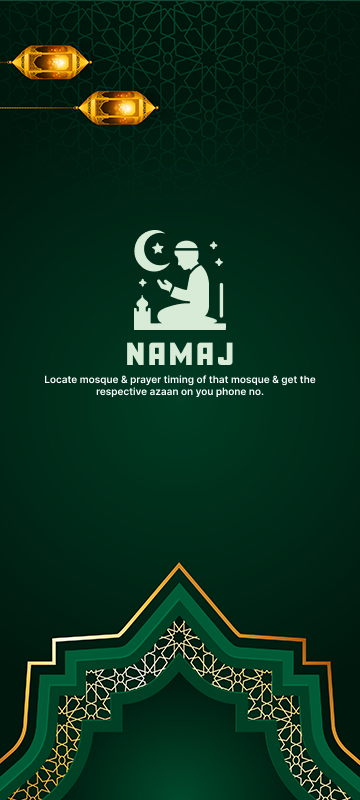 NAMAJ
Locate mosque & prayer timing of that mosque & get the
respective azaan on you phone no.